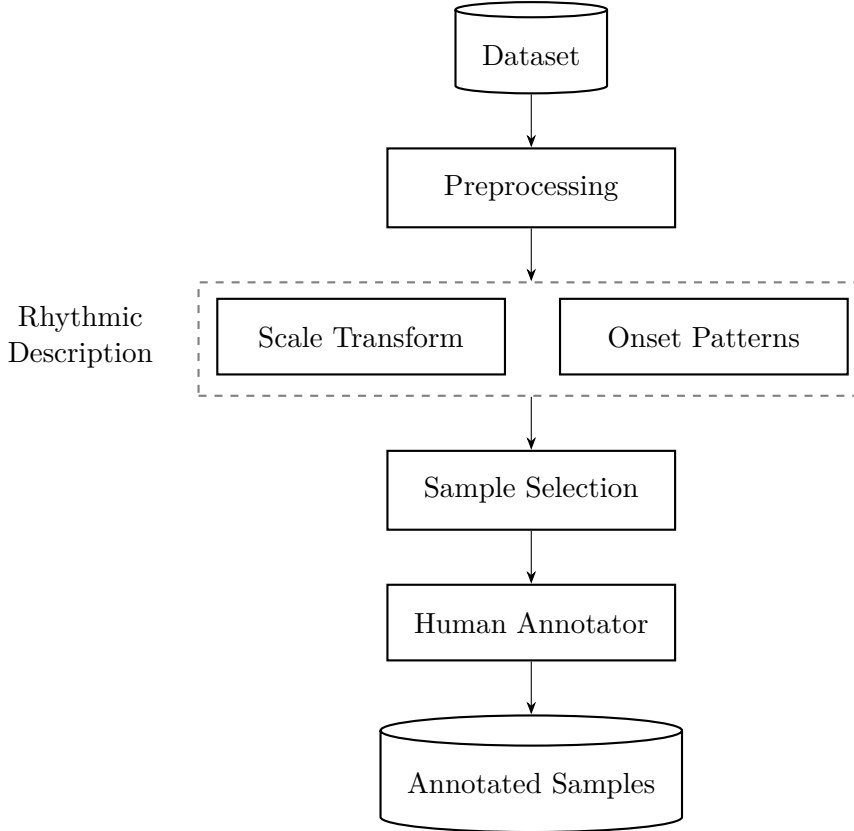 Dataset
Preprocessing
Rhythmic
Description
Scale Transform
Onset Patterns
Sample Selection
Human Annotator
Annotated Samples